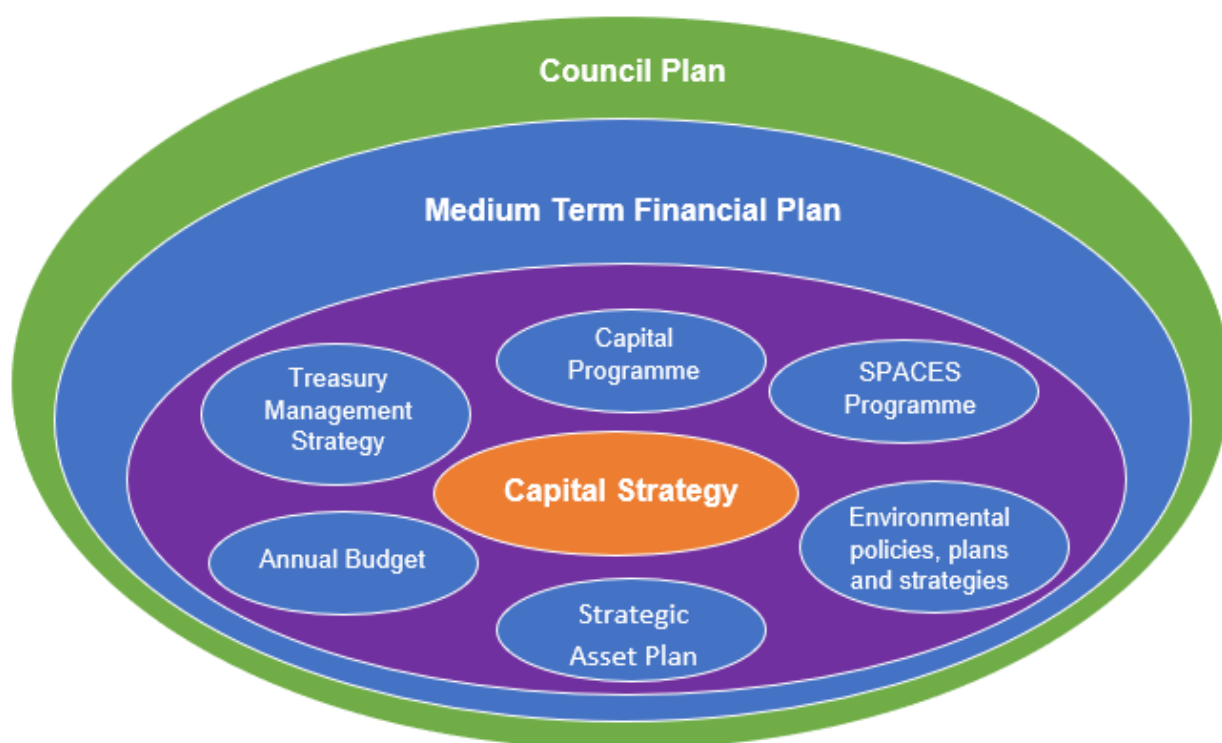 Council Plan
Medium Term Financial Plan
Capital
Programme
SPACES
Programme
Treasury
Management
Strategy
Capital Strategy
Environmental
policies, plans
and strategies
Annual Budget
Strategic
Asset Plan